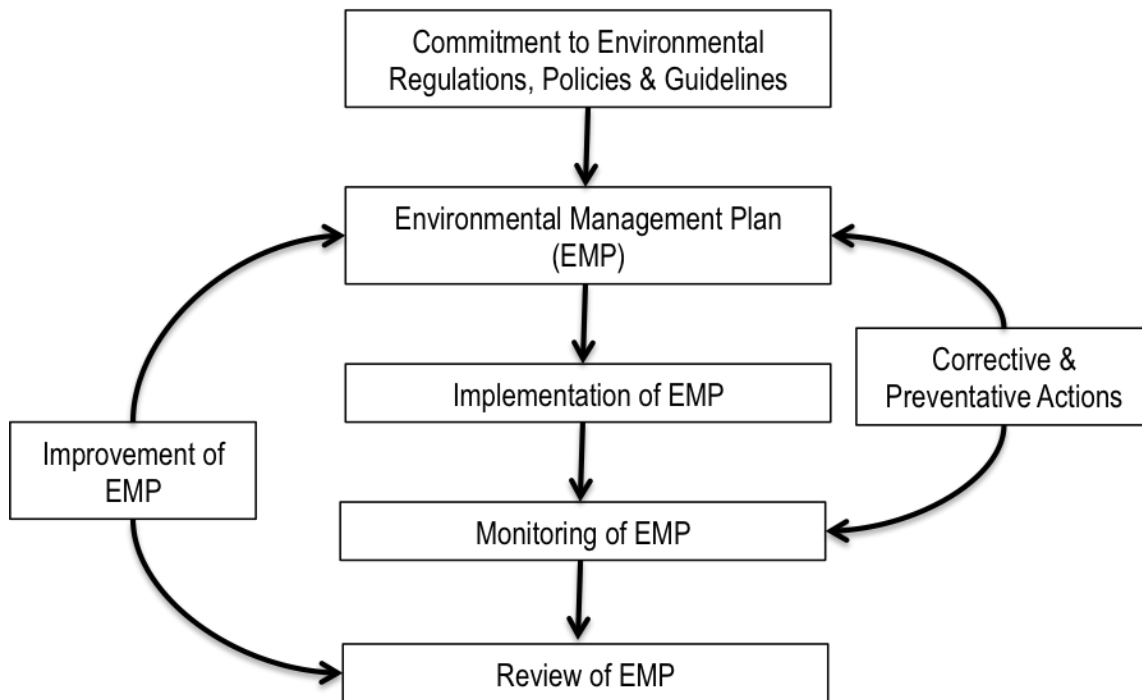 Commitment to Environmental
Regulations, Policies & Guidelines
Environmental Management Plan
(EMP)
Corrective &
Preventative Actions
Implementation of EMP
Improvement of
EMP
Monitoring of EMP
Review of EMP